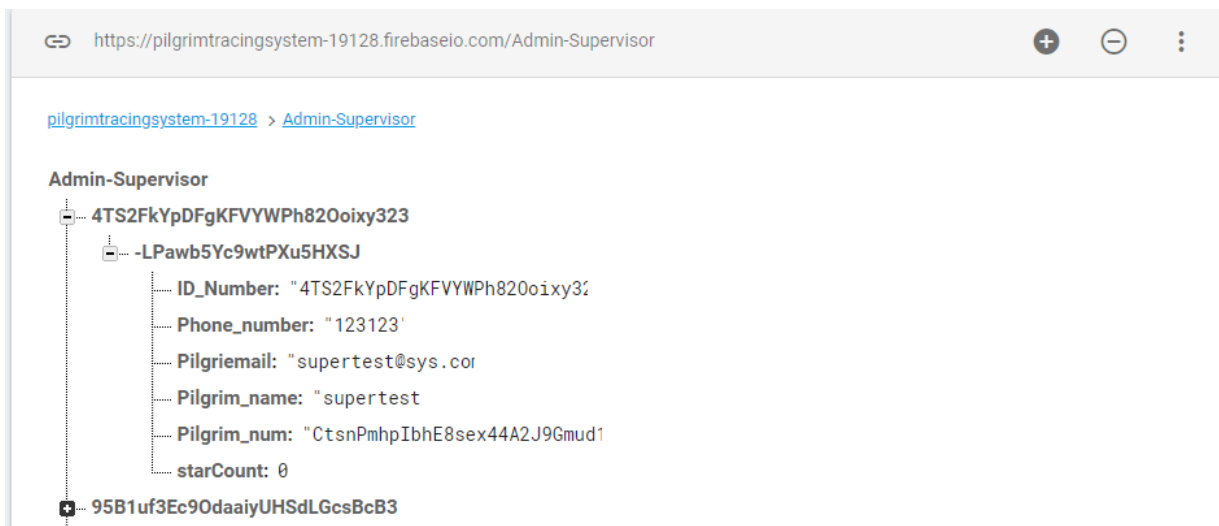 https://pilgrimtracingsystem-19128.firebaseio.com/Admin-Supervisor
pilgrimtracingsystem-19128 > Admin-Supervisor
Admin-Supervisor
4TS2FkYpDFgKFVYWPh82Ooixy323
-LPawb5Yc9wtPXu5HXSJ
ID_Number: "4TS2FkYpDFgKFVYWPh82Ooixy32
Phone_number: "123123'
Pilgriemail: "supertest@sys.com
Pilgrim_name: "supertest
Pilgrim_num: "CtsnPmhpIbhE8sex44A2J9Gmud1
starCount: 0
95B1uf3Ec9OdaaiyUHSdLGcsBcB3